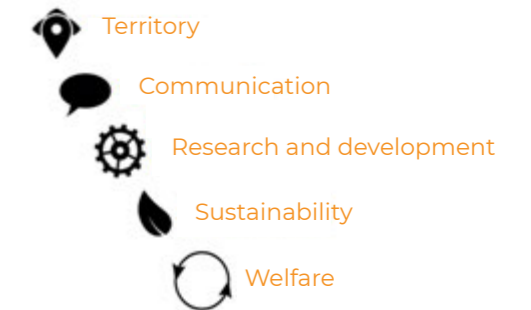 Territory
Communication
Research and development
Sustainability
Welfare